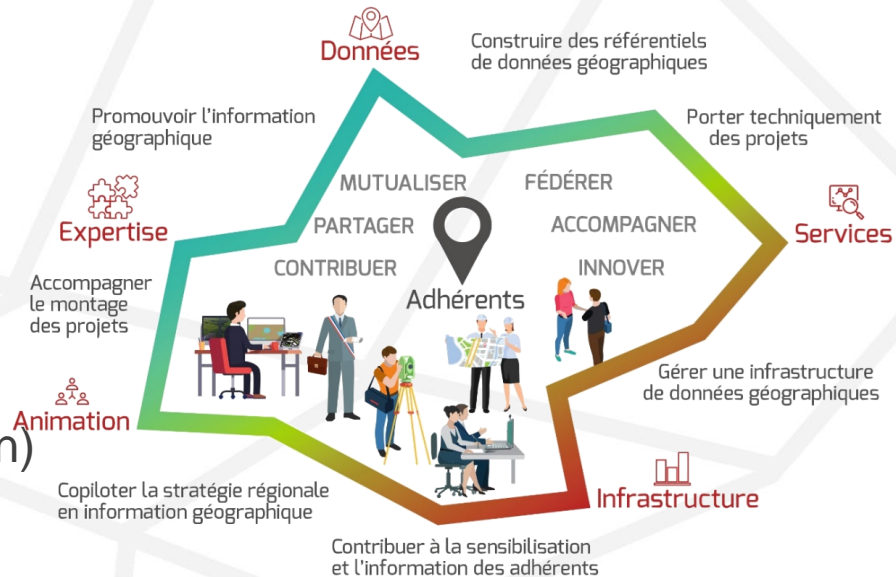 Données
Construire des référentiels
de données géographiques
Promouvoir l'information
géographique
Porter techniquement
des projets
MUTUALISER
FÉDÉRER
Expertise
PARTAGER
ACCOMPAGNER
Services
CONTRIBUER
INNOVER
Accompagner
le montage
des projets
Adhérents
Gérer une infrastructure
de données géographiques
Animation
n)
Copiloter la stratégie régionale
en information géographique
Infrastructure
Contribuer à la sensibilisation
et l'information des adhérents